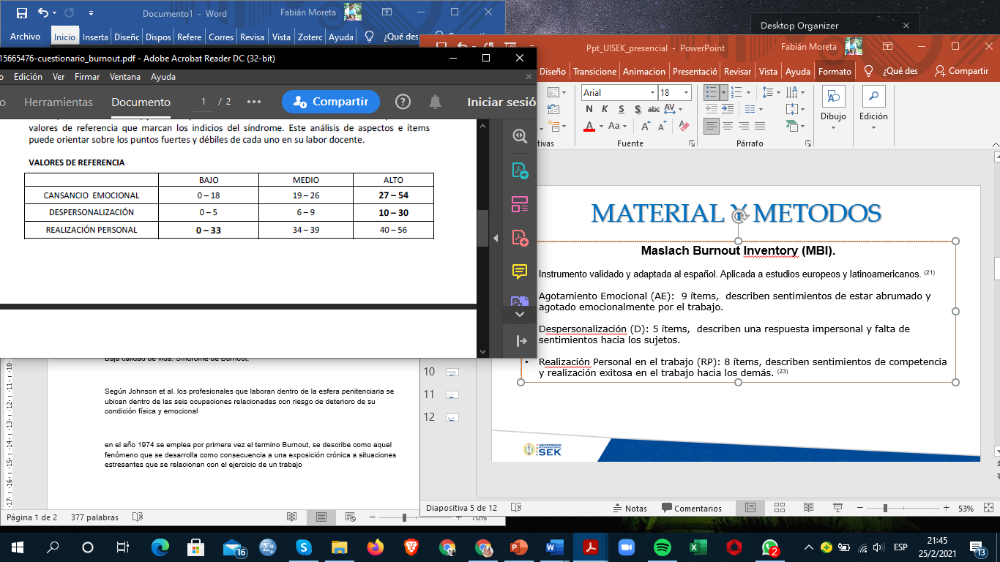 Documento1 - Word
Fabián Moreta
Archivo Inicio Inserta Diseñc Dispos Refere Corres Revisa Vista Zoterc Ayuda ¿Qué des
Desktop Organizer
15665476-cuestionario_burnout.pdf - Adobe Acrobat Reader DC (32-bit)
Edición Ver Firmar Ventana Ayuda
Herramientas Documento 1 / 2 Compartir Iniciar sesió
valores de referencia que marcan los indicios del síndrome. Este análisis de aspectos e ítems
puede orientar sobre los puntos fuertes y débiles de cada uno en su labor docente.
VALORES DE REFERENCIA
BAJO MEDIO ALTO
CANSANCIO EMOCIONAL 0 – 18 19 – 26 27 – 54
DESPERSONALIZACIÓN 0 – 5 6 – 9 10 – 30
REALIZACIÓN PERSONAL 0 – 33 34 – 39 40 – 56
Baja calidad de vida, Síndrome de Burnout,
Según Johnson et al. los profesionales que laboran dentro de la esfera penitenciaria se
ubican dentro de las seis ocupaciones relacionadas con riesgo de deterioro de su
condición física y emocional
en el año 1974 se emplea por primera vez el termino Burnout, se describe como aquel
fenómeno que se desarrolla como consecuencia a una exposición crónica a situaciones
estresantes que se relacionan con el ejercicio de un trabajo
Página 1 de 2 377 palabras 70%
Ppt_UISEK_presencial - PowerPoint
Fabián Moreta
Diseño Transicione Animacion Presentació Revisar Vista Ayuda Formato ¿Qué des Compartir
Arial 18
N K S S abc AV
A Aa A A
Dibujo Edición
tivas Fuente Párrafo
MATERIAL Y METODOS
Maslach Burnout Inventory (MBI).
Instrumento validado y adaptada al español. Aplicada a estudios europeos y latinoamericanos. (21)
Agotamiento Emocional (AE): 9 ítems, describen sentimientos de estar abrumado y
agotado emocionalmente por el trabajo.
Despersonalización (D): 5 ítems, describen una respuesta impersonal y falta de
sentimientos hacia los sujetos.
• Realización Personal en el trabajo (RP): 8 ítems, describen sentimientos de competencia
y realización exitosa en el trabajo hacia los demás. (23)
UNIVERSIDAD
INTERNACIONAL
SEK
10
11
12
Diapositiva 5 de 12 Notas Comentarios 53%
16 2 ESP 21:45
25/2/2021 13